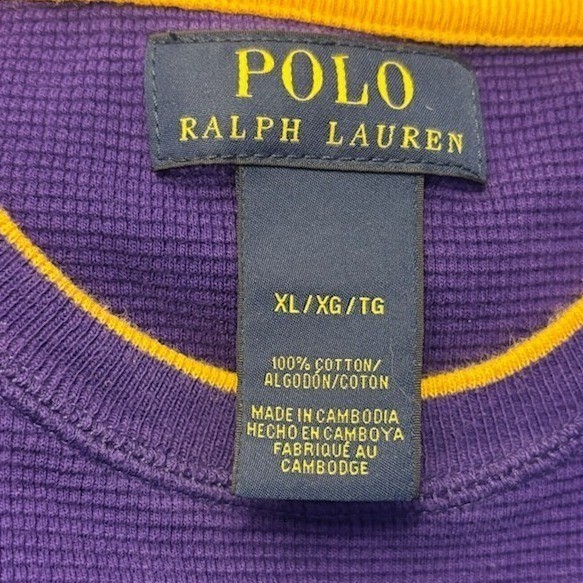 POLO
RALPH LAUREN
XL/XG/TG
100% COTTON/
ALGODÓN/COTON
MADE IN CAMBODIA
HECHO EN CAMBOYA
FABRIQUÉ AU
CAMBODGE